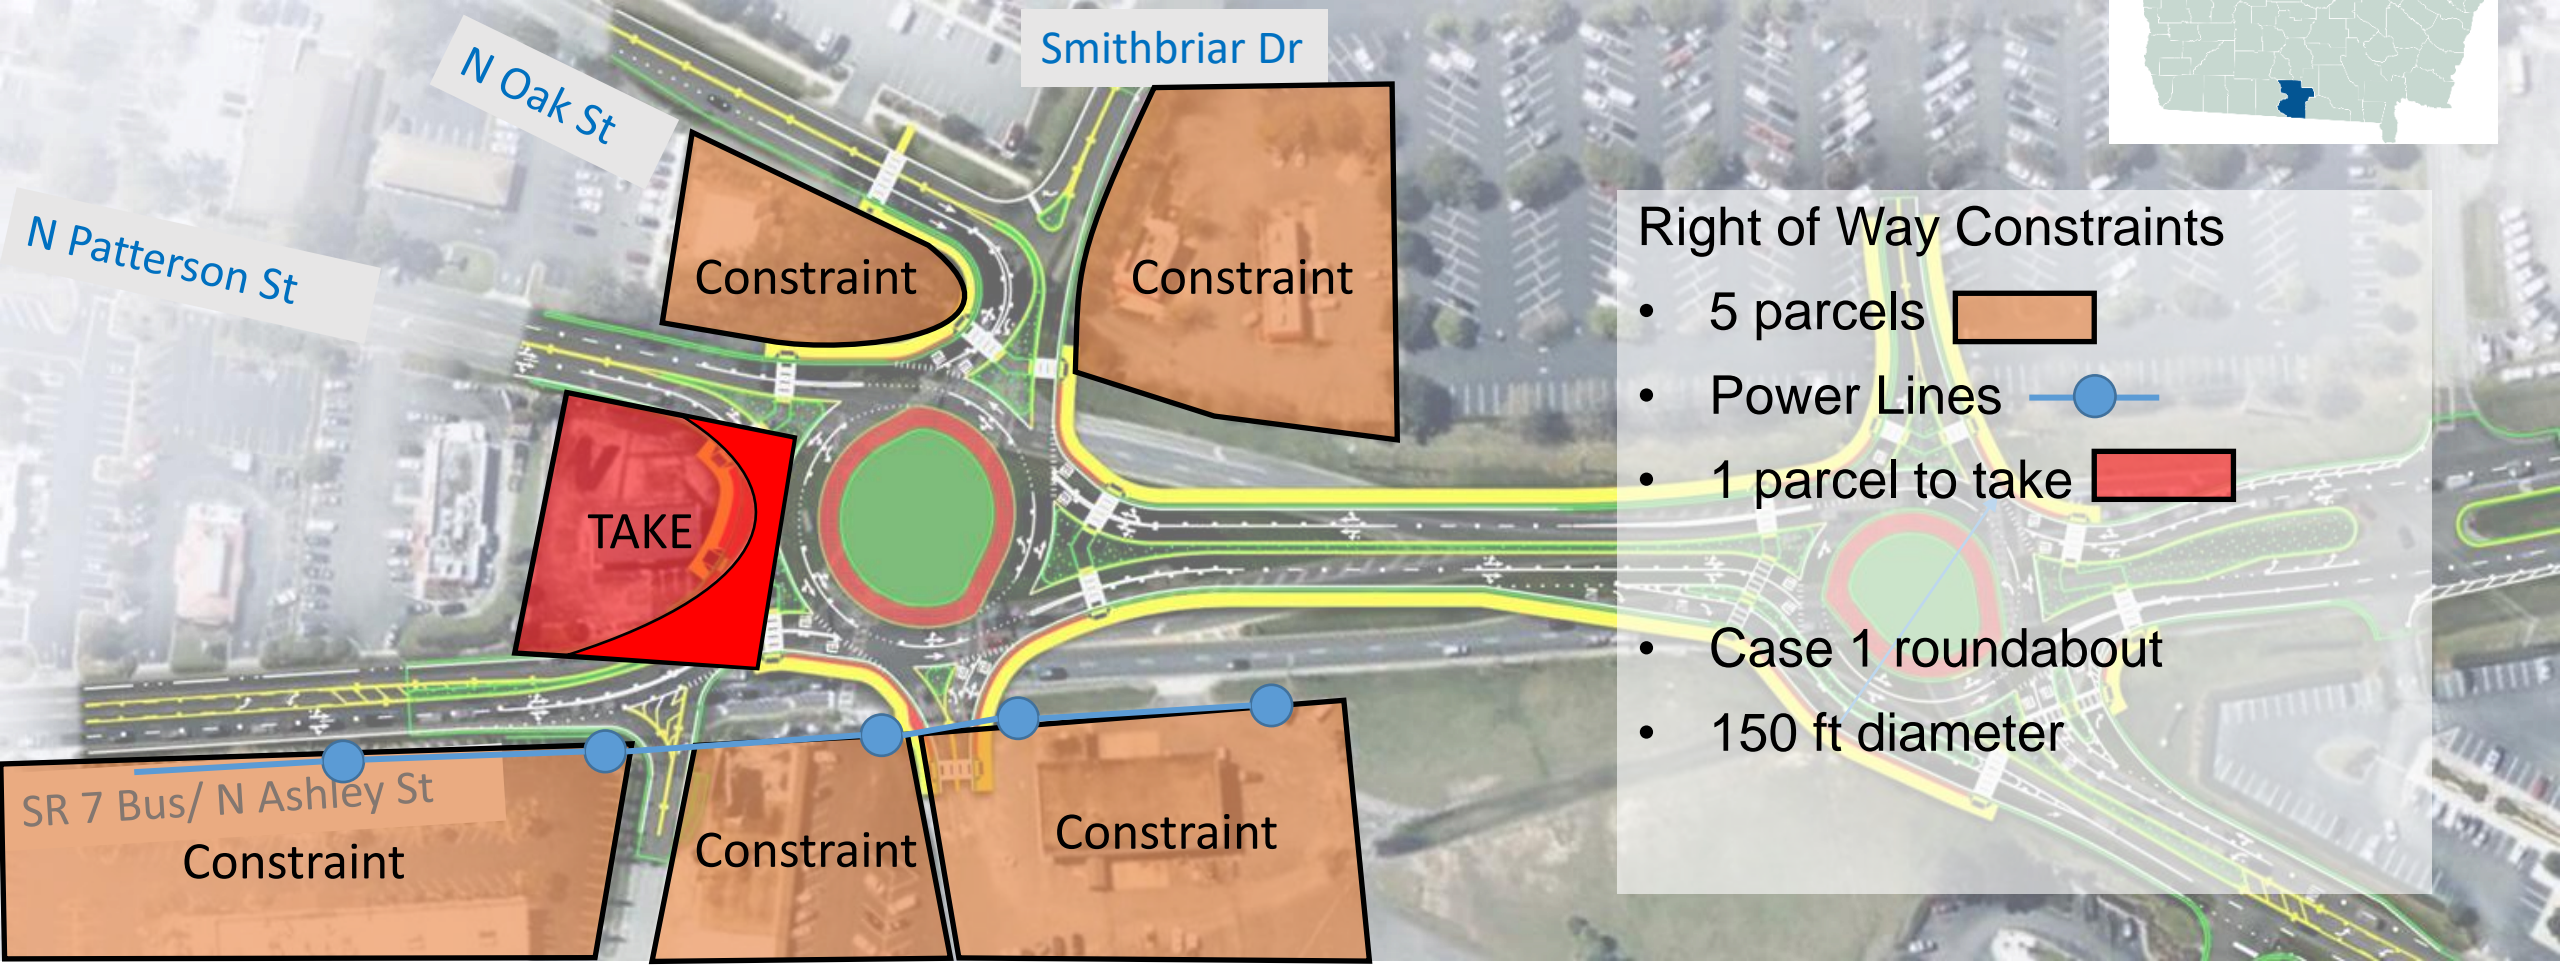 Smithbriar Dr
N Oak St
N Patterson St
Constraint
Constraint
TAKE
SR 7 Bus/ N Ashley St
Constraint
Constraint
Constraint
Right of Way Constraints
• 5 parcels
• Power Lines
• 1 parcel to take
• Case 1 roundabout
• 150 ft diameter